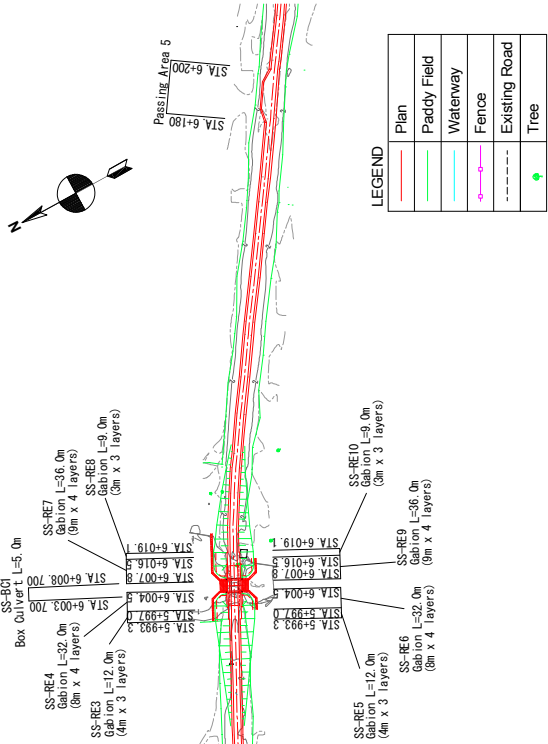 Passing Area 5
STA. 6+180
STA. 6+200
N
LEGEND
Plan
Paddy Field
Waterway
Fence
Existing Road
Tree
SS-BC1
Box Culvert L=5.0m
STA. 6+003.700
STA. 6+008.700
SS-RE3
Gabion L=12.0m
(4m x 3 layers)
SS-RE4
Gabion L=32.0m
(8m x 4 layers)
SS-RE7
Gabion L=36.0m
(9m x 4 layers)
SS-RE8
Gabion L=9.0m
(3m x 3 layers)
STA. 5+993.3
STA. 5+997.0
STA. 6+004.5
STA. 6+007.8
STA. 6+016.5
STA. 6+019.1
STA. 5+993.3
STA. 5+997.0
STA. 6+004.5
STA. 6+007.8
STA. 6+016.5
STA. 6+019.1
SS-RE5
Gabion L=12.0m
(4m x 3 layers)
SS-RE6
Gabion L=32.0m
(8m x 4 layers)
SS-RE9
Gabion L=36.0m
(9m x 4 layers)
SS-RE10
Gabion L=9.0m
(3m x 3 layers)